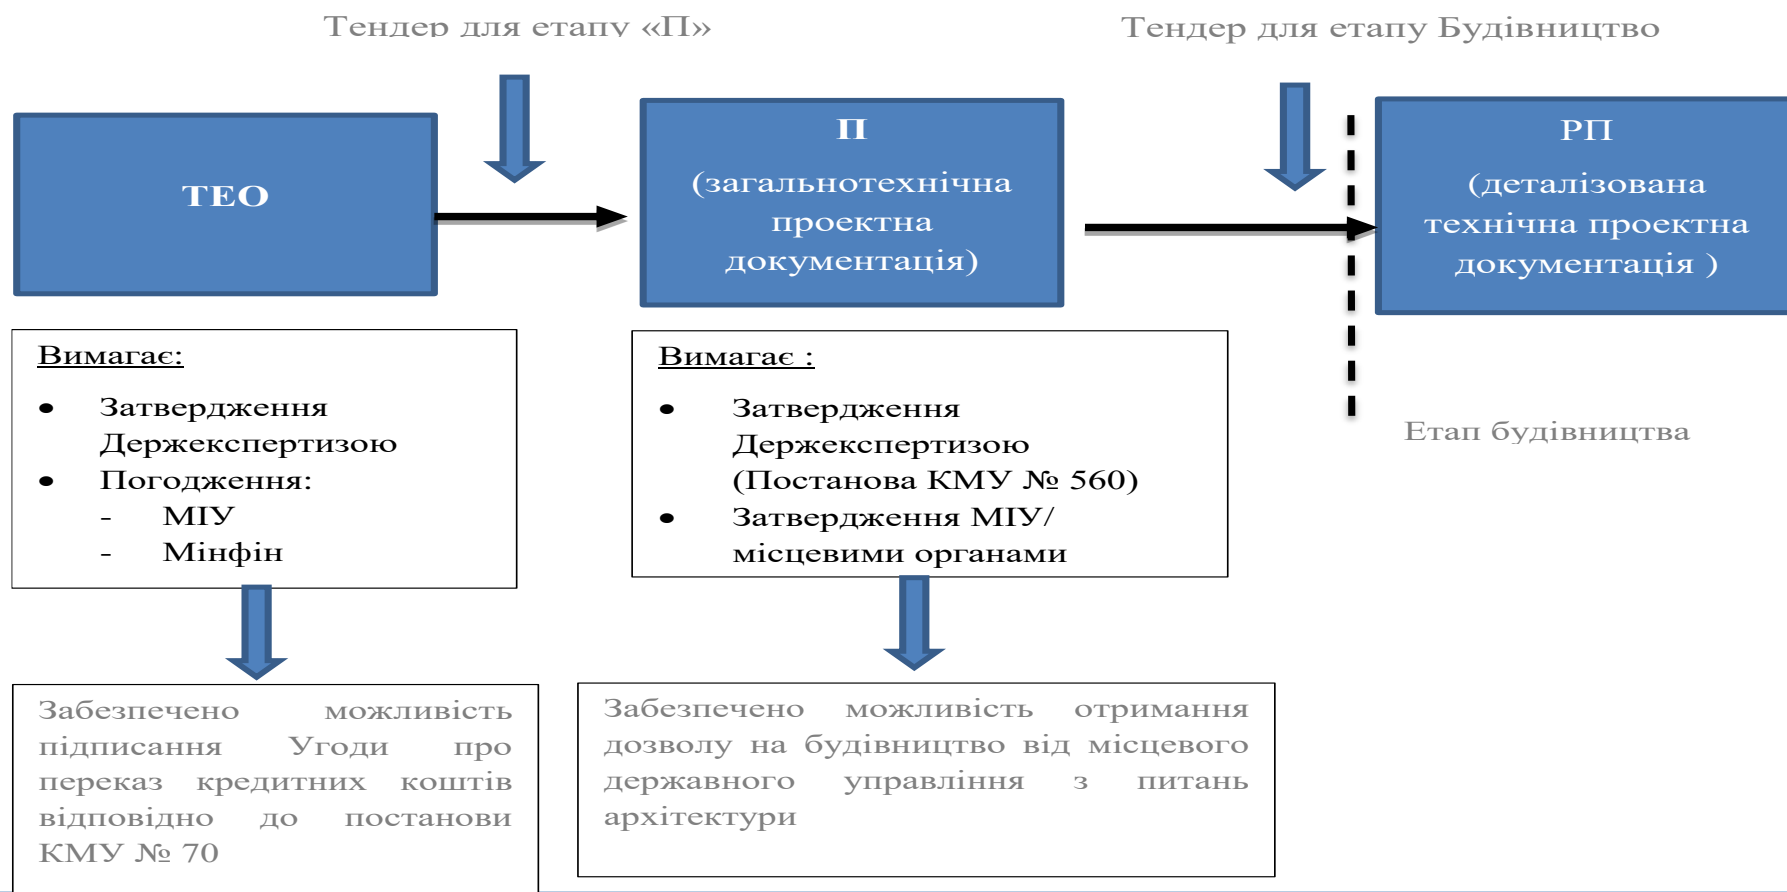 Тендер для етапу «П»
Тендер для етапу Будівництво
ТЕО
П
(загальнотехнічна
проектна
документація)
РП
(деталізована
технічна проектна
документація )
Вимагає:
• Затвердження
Держекспертизою
• Погодження:
- МІУ
- Мінфін
Вимагає :
• Затвердження
Держекспертизою
(Постанова КМУ № 560)
• Затвердження МІУ/
місцевими органами
Етап будівництва
Забезпечено можливість
підписання Угоди про
переказ кредитних коштів
відповідно до постанови
КМУ № 70
Забезпечено можливість отримання
дозволу на будівництво від місцевого
державного управління з питань
архітектури